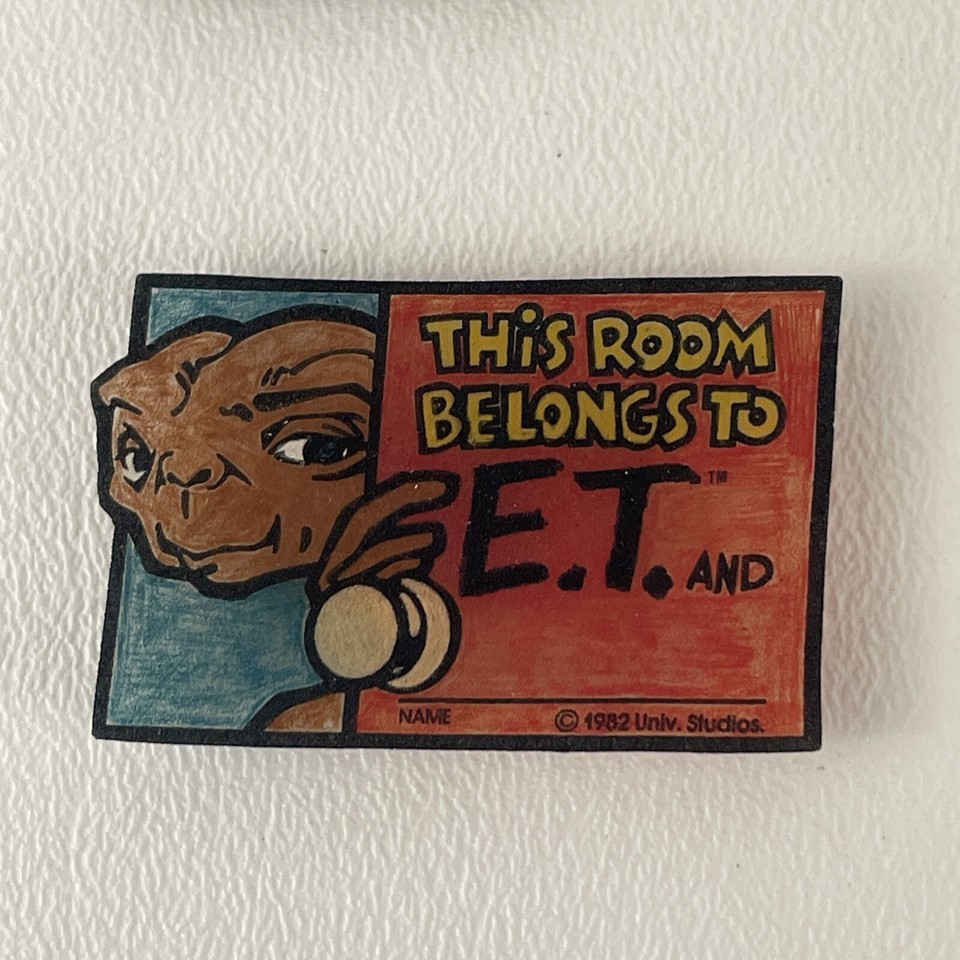 THiS ROOM
BELONGS TO
E.T.™ AND
NAME
© 1982 Univ. Studios.